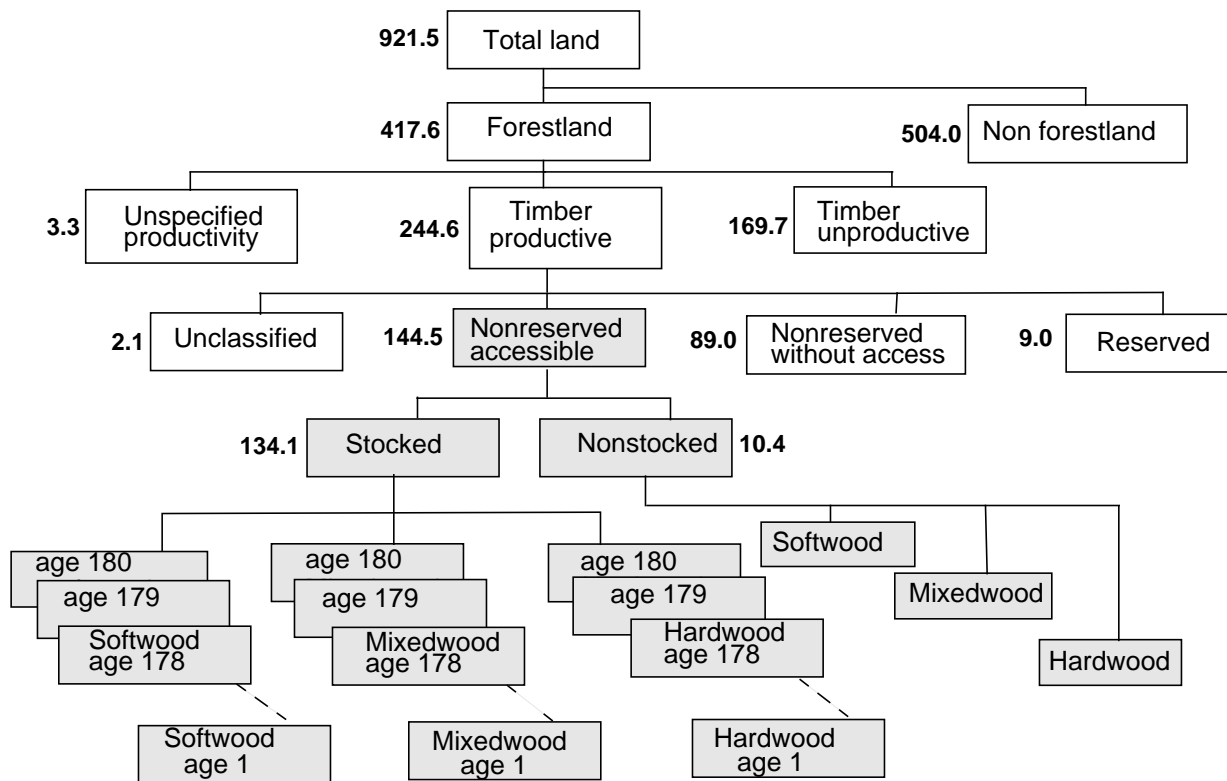 921.5 Total land
417.6 Forestland
504.0 Non forestland
3.3 Unspecified
productivity
244.6 Timber
productive
169.7 Timber
unproductive
2.1 Unclassified
144.5 Nonreserved
accessible
89.0 Nonreserved
without access
9.0 Reserved
134.1 Stocked
Nonstocked 10.4
age 180
age 179
Softwood
age 178
Softwood
age 1
age 180
age 179
Mixedwood
age 178
Mixedwood
age 1
age 180
age 179
Hardwood
age 178
Hardwood
age 1
Softwood
Mixedwood
Hardwood